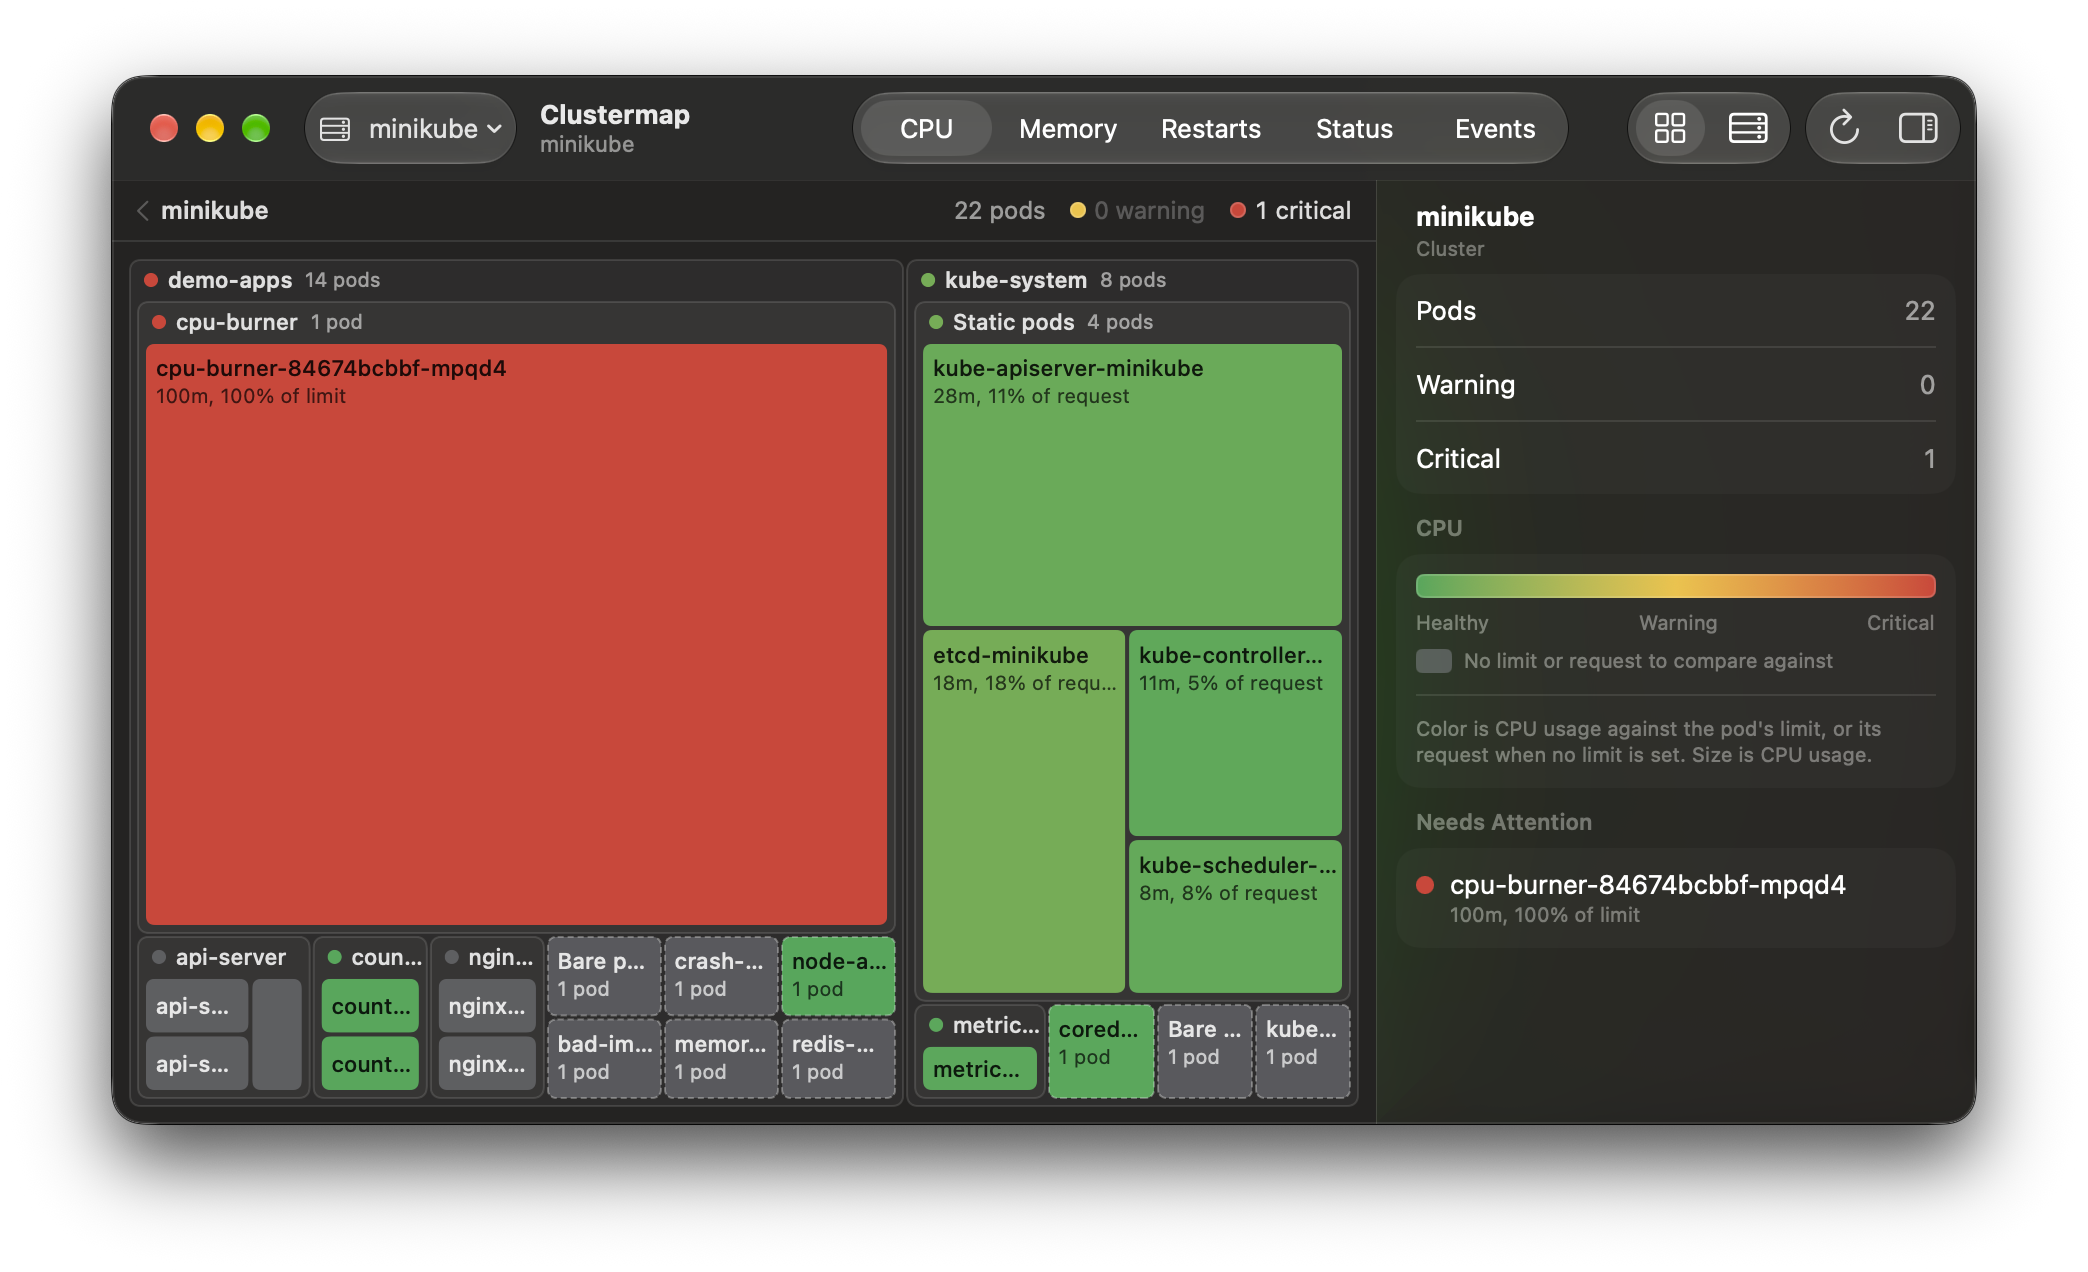 minikube
Clustermap
minikube
CPU
Memory
Restarts
Status
Events
minikube
22 pods
0 warning
1 critical
demo-apps 14 pods
cpu-burner 1 pod
cpu-burner-84674bcbbf-mpqd4
100m, 100% of limit
api-server
api-s...
api-s...
coun...
count...
count...
ngin...
nginx...
nginx...
Bare p...
1 pod
crash-...
1 pod
node-a...
1 pod
bad-im...
1 pod
memor...
1 pod
redis-...
1 pod
kube-system 8 pods
Static pods 4 pods
kube-apiserver-minikube
28m, 11% of request
etcd-minikube
18m, 18% of requ...
kube-controller...
11m, 5% of request
kube-scheduler-...
8m, 8% of request
metric...
metric...
cored...
1 pod
Bare ...
1 pod
kube...
1 pod
minikube
Cluster
Pods 22
Warning 0
Critical 1
CPU
Healthy Warning Critical
No limit or request to compare against
Color is CPU usage against the pod's limit, or its
request when no limit is set. Size is CPU usage.
Needs Attention
cpu-burner-84674bcbbf-mpqd4
100m, 100% of limit